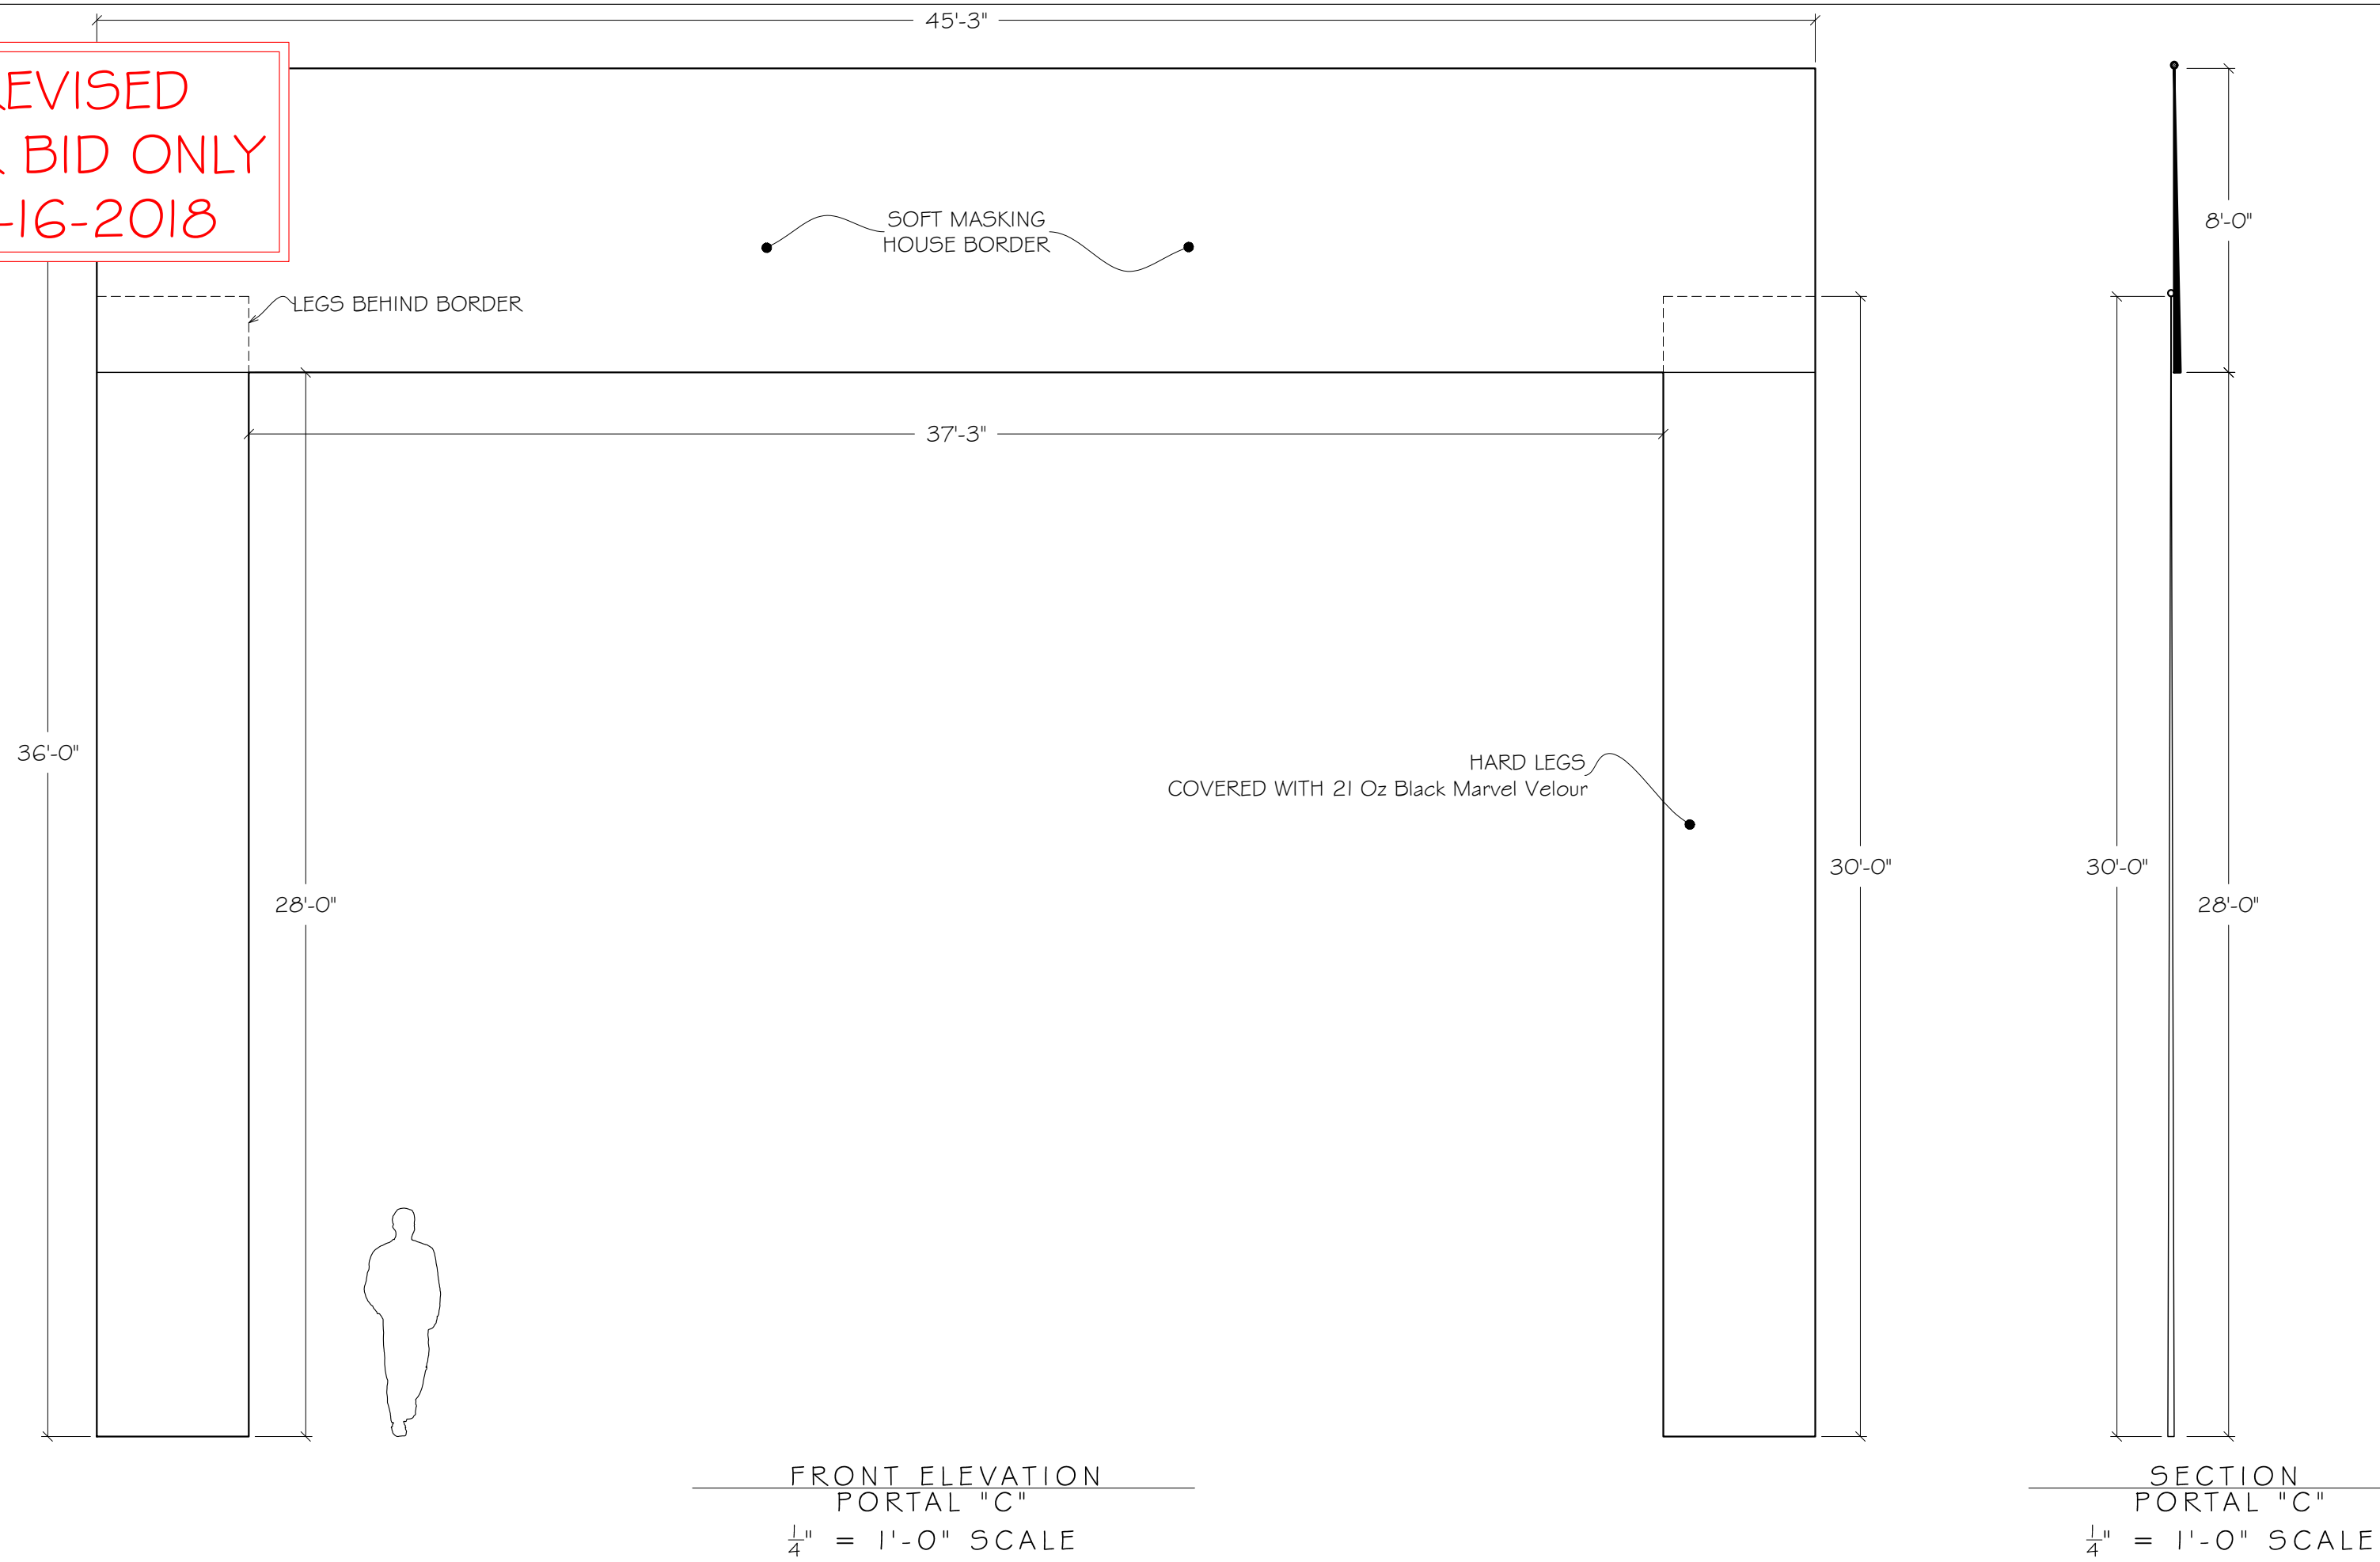 45'-3"
EVISED
BID ONLY
-16-2018
SOFT MASKING
HOUSE BORDER
8'-0"
LEGS BEHIND BORDER
37'-3"
36'-0"
HARD LEGS
COVERED WITH 21 Oz Black Marvel Velour
30'-0"
30'-0"
28'-0"
28'-0"
FRONT ELEVATION
PORTAL "C"
1/4" = 1'-0" SCALE
SECTION
PORTAL "C"
1/4" = 1'-0" SCALE